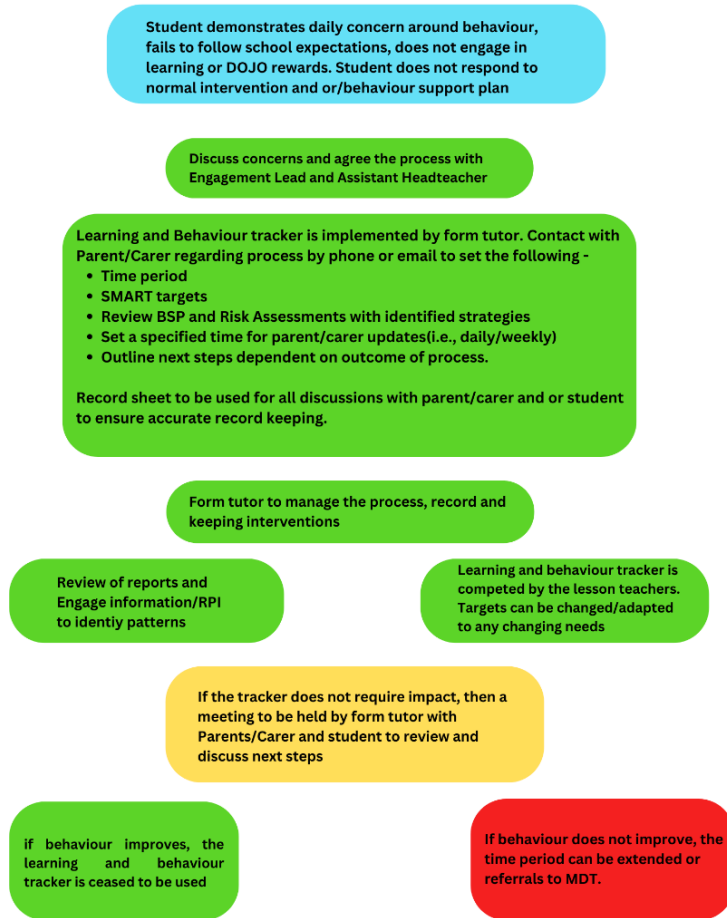 Student demonstrates daily concern around behaviour,
fails to follow school expectations, does not engage in
learning or DOJO rewards. Student does not respond to
normal intervention and or/behaviour support plan
Discuss concerns and agree the process with
Engagement Lead and Assistant Headteacher
Learning and Behaviour tracker is implemented by form tutor. Contact with
Parent/Carer regarding process by phone or email to set the following -
• Time period
• SMART targets
• Review BSP and Risk Assessments with identified strategies
• Set a specified time for parent/carer updates(i.e., daily/weekly)
• Outline next steps dependent on outcome of process.
Record sheet to be used for all discussions with parent/carer and or student
to ensure accurate record keeping.
Form tutor to manage the process, record and
keeping interventions
Review of reports and
Engage information/RPI
to identiy patterns
Learning and behaviour tracker is
competed by the lesson teachers.
Targets can be changed/adapted
to any changing needs
If the tracker does not require impact, then a
meeting to be held by form tutor with
Parents/Carer and student to review and
discuss next steps
if behaviour improves, the
learning and behaviour
tracker is ceased to be used
If behaviour does not improve, the
time period can be extended or
referrals to MDT.